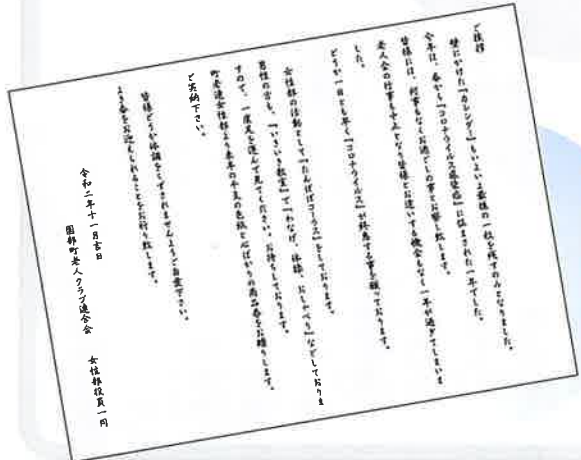 ご挨拶
壁にかけた『カレンダー』もいよいよ最後の一枚を残すのみとなりました。
今年は、春から『コロナウイルス感染症』に悩まされた一年でした。
皆様には、何事もなくお過ごしの事とお察し致します。
老人会の行事も中止となり皆様とお逢いする機会もなく一年が過ぎてしまいま
した。
どうか一日も早く『コロナウイルス』が終息する事を願っております。
女性部の活動として『たんぽぽコーラス』をしております。
男性の方も、『いきいき教室』で『わなげ、体操、おしゃべり』などしておりま
すので、一度足を運んで見てください。お待ちしております。
町老連女性部より来年の干支の色紙と心ばかりの商品券をお贈りします。
ご笑納下さい。
皆様どうか体調をくずされませんようご自愛下さい。
よき春をお迎えられることをお祈り致します。
令和二年十一月吉日
園部町老人クラブ連合会　女性部役員一同